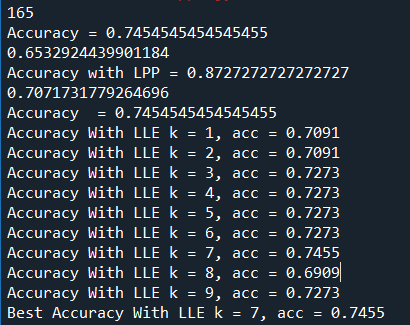 165
Accuracy = 0.7454545454545455
0.6532924439901184
Accuracy with LPP = 0.8727272727272727
0.7071731779264696
Accuracy  = 0.7454545454545455
Accuracy With LLE k = 1, acc = 0.7091
Accuracy With LLE k = 2, acc = 0.7091
Accuracy With LLE k = 3, acc = 0.7273
Accuracy With LLE k = 4, acc = 0.7273
Accuracy With LLE k = 5, acc = 0.7273
Accuracy With LLE k = 6, acc = 0.7273
Accuracy With LLE k = 7, acc = 0.7455
Accuracy With LLE k = 8, acc = 0.6909
Accuracy With LLE k = 9, acc = 0.7273
Best Accuracy With LLE k = 7, acc = 0.7455